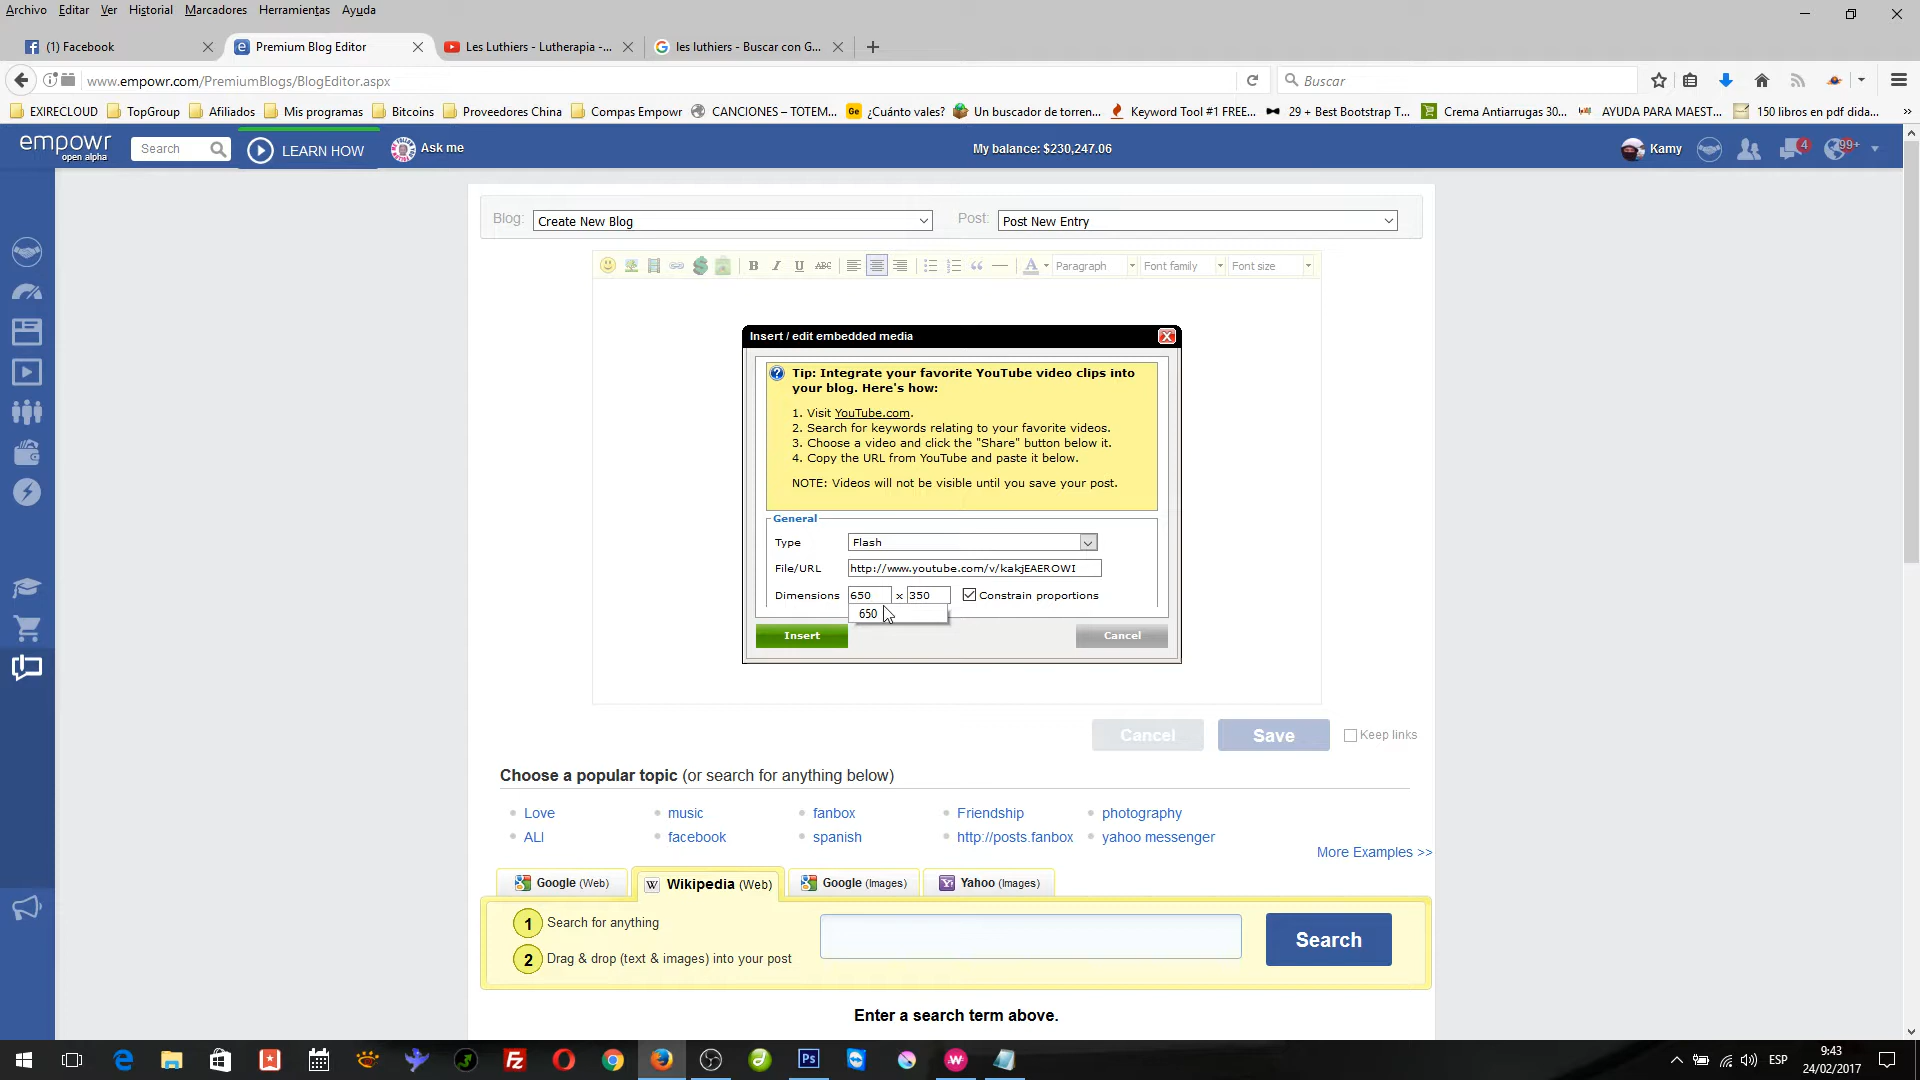 Archivo Editar Ver Historial Marcadores Herramientas Ayuda
(1) Facebook
Premium Blog Editor
Les Luthiers - Lutherapia -...
les luthiers - Buscar con G...
www.empowr.com/PremiumBlogs/BlogEditor.aspx
Buscar
EXIRECLOUD TopGroup Afiliados Mis programas Bitcoins Proveedores China Compas Empowr CANCIONES – TOTEM... ¿Cuánto vales? Un buscador de torren... Keyword Tool #1 FREE... 29 + Best Bootstrap T... Crema Antiarrugas 30... AYUDA PARA MAEST... 150 libros en pdf dida...
empowr
open alpha
Search
LEARN HOW
Ask me
My balance: $230,247.06
Kamy
4
99+
Blog: Create New Blog
Post: Post New Entry
B I U ABC
A Paragraph Font family Font size
Insert / edit embedded media
Tip: Integrate your favorite YouTube video clips into
your blog. Here's how:
1. Visit YouTube.com.
2. Search for keywords relating to your favorite videos.
3. Choose a video and click the "Share" button below it.
4. Copy the URL from YouTube and paste it below.
NOTE: Videos will not be visible until you save your post.
General
Type Flash
File/URL http://www.youtube.com/v/kakjEAEROWI
Dimensions 650 x 350 Constrain proportions
650
Insert Cancel
Cancel Save Keep links
Choose a popular topic (or search for anything below)
Love music fanbox Friendship photography
ALI facebook spanish http://posts.fanbox yahoo messenger
More Examples >>
Google (Web)
W Wikipedia (Web)
Google (Images)
Yahoo (Images)
1 Search for anything
2 Drag & drop (text & images) into your post
Search
Enter a search term above.
Ps
ESP
9:43
24/02/2017